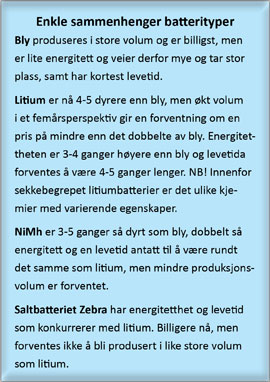 Enkle sammenhenger batterityper
Bly produseres i store volum og er billigst, men
er lite energitett og veier derfor mye og tar stor
plass, samt har kortest levetid.
Litium er nå 4-5 dyrere enn bly, men økt volum
i et femårsperspektiv gir en forventning om en
pris på mindre enn det dobbelte av bly. Energitet-
theten er 3-4 ganger høyere enn bly og levetida
forventes å være 4-5 ganger lenger. NB! Innenfor
sekkebegrepet litiumbatterier er det ulike kje-
mier med varierende egenskaper.
NiMh er 3-5 ganger så dyrt som bly, dobbelt så
energitett og en levetid antatt til å være rundt
det samme som litium, men mindre produksjons-
volum er forventet.
Saltbatteriet Zebra har energitetthet og levetid
som konkurrerer med litium. Billigere nå, men
forventes ikke å bli produsert i like store volum
som litium.